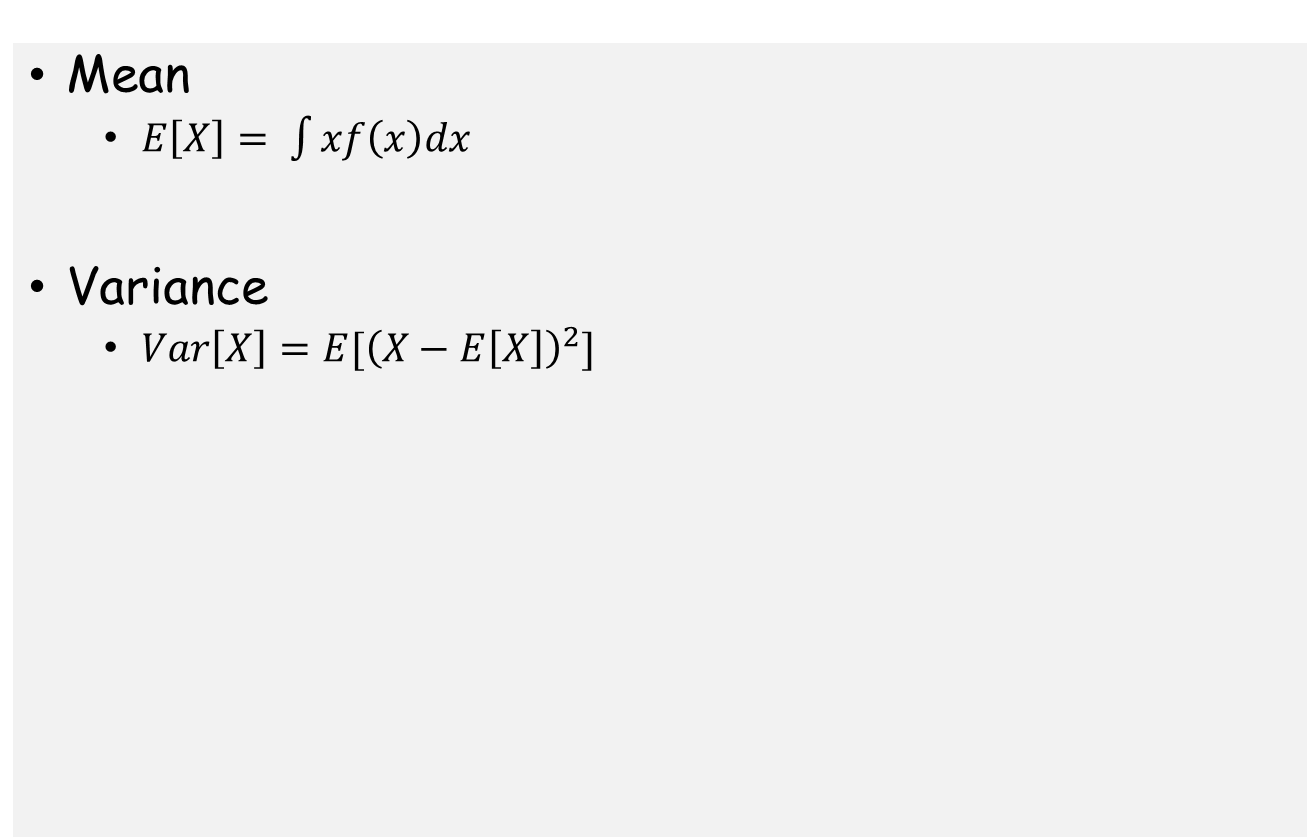 • Mean
• E[X] = ∫ xf(x)dx
• Variance
• Var[X] = E[(X − E[X])²]